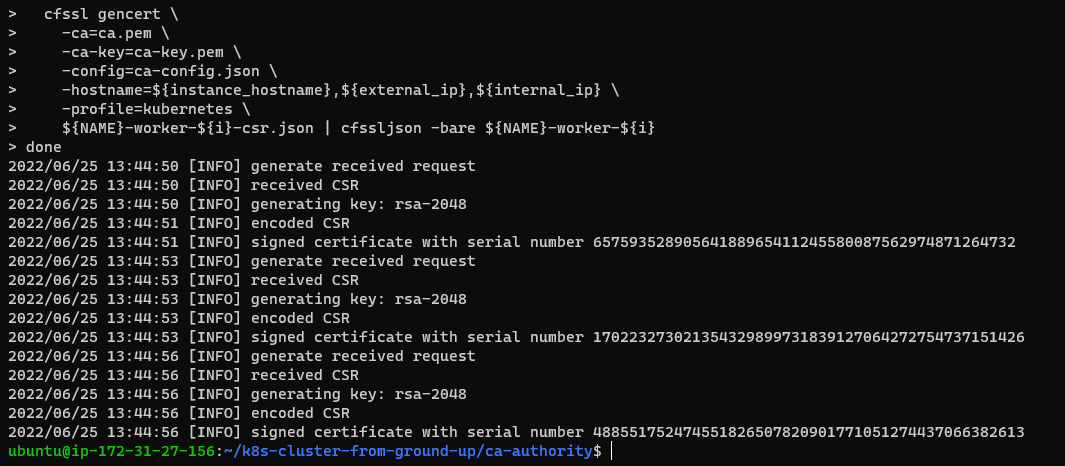 >   cfssl gencert \
>     -ca=ca.pem \
>     -ca-key=ca-key.pem \
>     -config=ca-config.json \
>     -hostname=${instance_hostname},${external_ip},${internal_ip} \
>     -profile=kubernetes \
>     ${NAME}-worker-${i}-csr.json | cfssljson -bare ${NAME}-worker-${i}
> done
2022/06/25 13:44:50 [INFO] generate received request
2022/06/25 13:44:50 [INFO] received CSR
2022/06/25 13:44:50 [INFO] generating key: rsa-2048
2022/06/25 13:44:51 [INFO] encoded CSR
2022/06/25 13:44:51 [INFO] signed certificate with serial number 657593528905641889654112455800875629748712647​32
2022/06/25 13:44:53 [INFO] generate received request
2022/06/25 13:44:53 [INFO] received CSR
2022/06/25 13:44:53 [INFO] generating key: rsa-2048
2022/06/25 13:44:53 [INFO] encoded CSR
2022/06/25 13:44:53 [INFO] signed certificate with serial number 170223273021354329899731839127064272754737151426
2022/06/25 13:44:56 [INFO] generate received request
2022/06/25 13:44:56 [INFO] received CSR
2022/06/25 13:44:56 [INFO] generating key: rsa-2048
2022/06/25 13:44:56 [INFO] encoded CSR
2022/06/25 13:44:56 [INFO] signed certificate with serial number 488551752474551826507820901771051274437066382613
ubuntu@ip-172-31-27-156:~/k8s-cluster-from-ground-up/ca-authority$